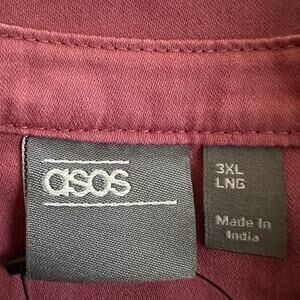 asos
3XL
LNG
Made In
India